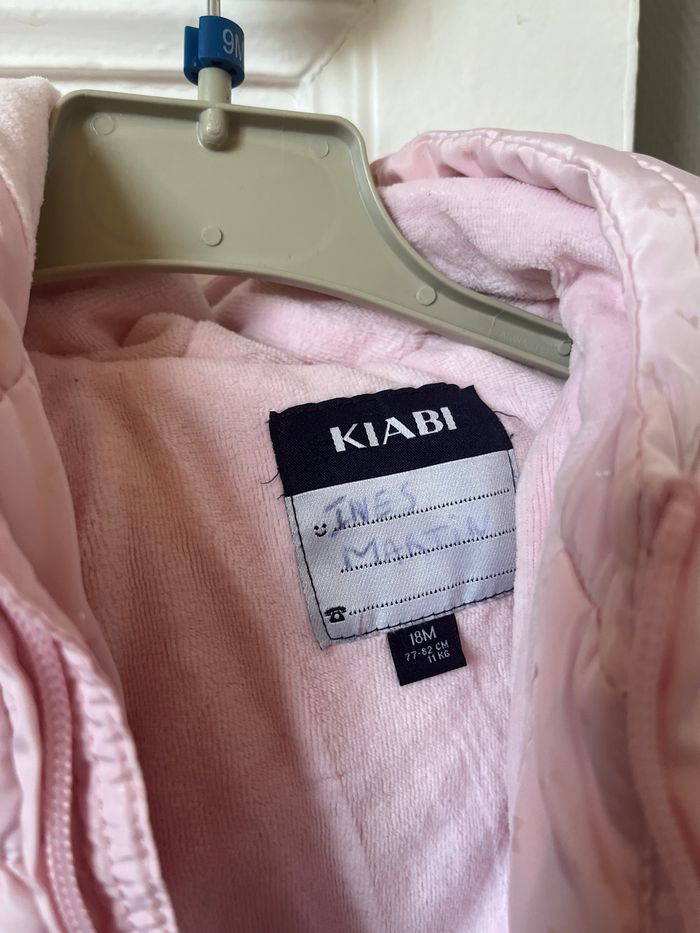 9M
KIABI
INES
MARTIN
18M
77-82 CM
11 KG